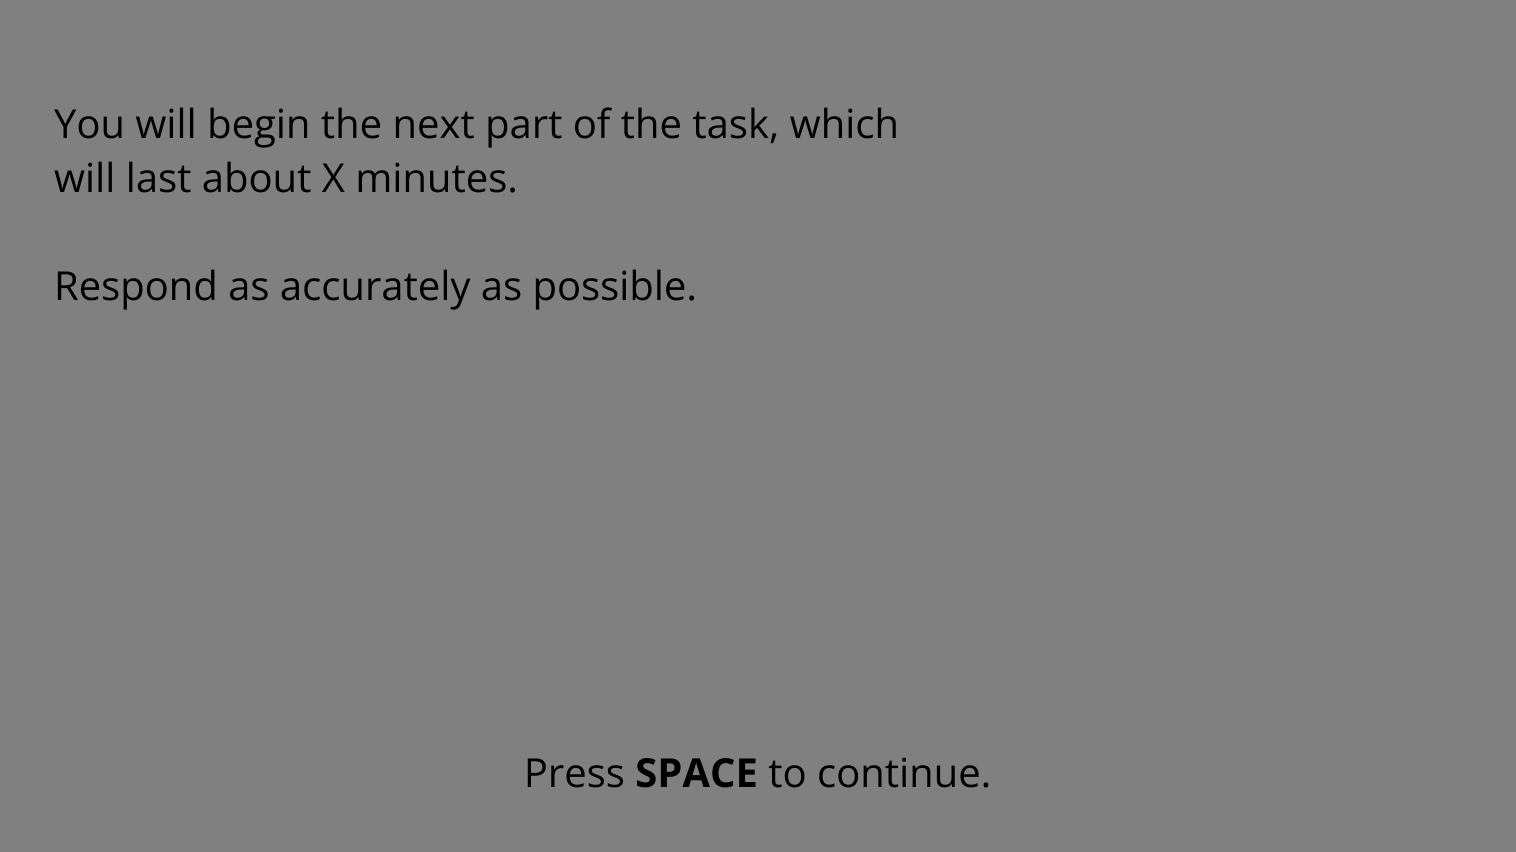 You will begin the next part of the task, which
will last about X minutes.
Respond as accurately as possible.
Press SPACE to continue.